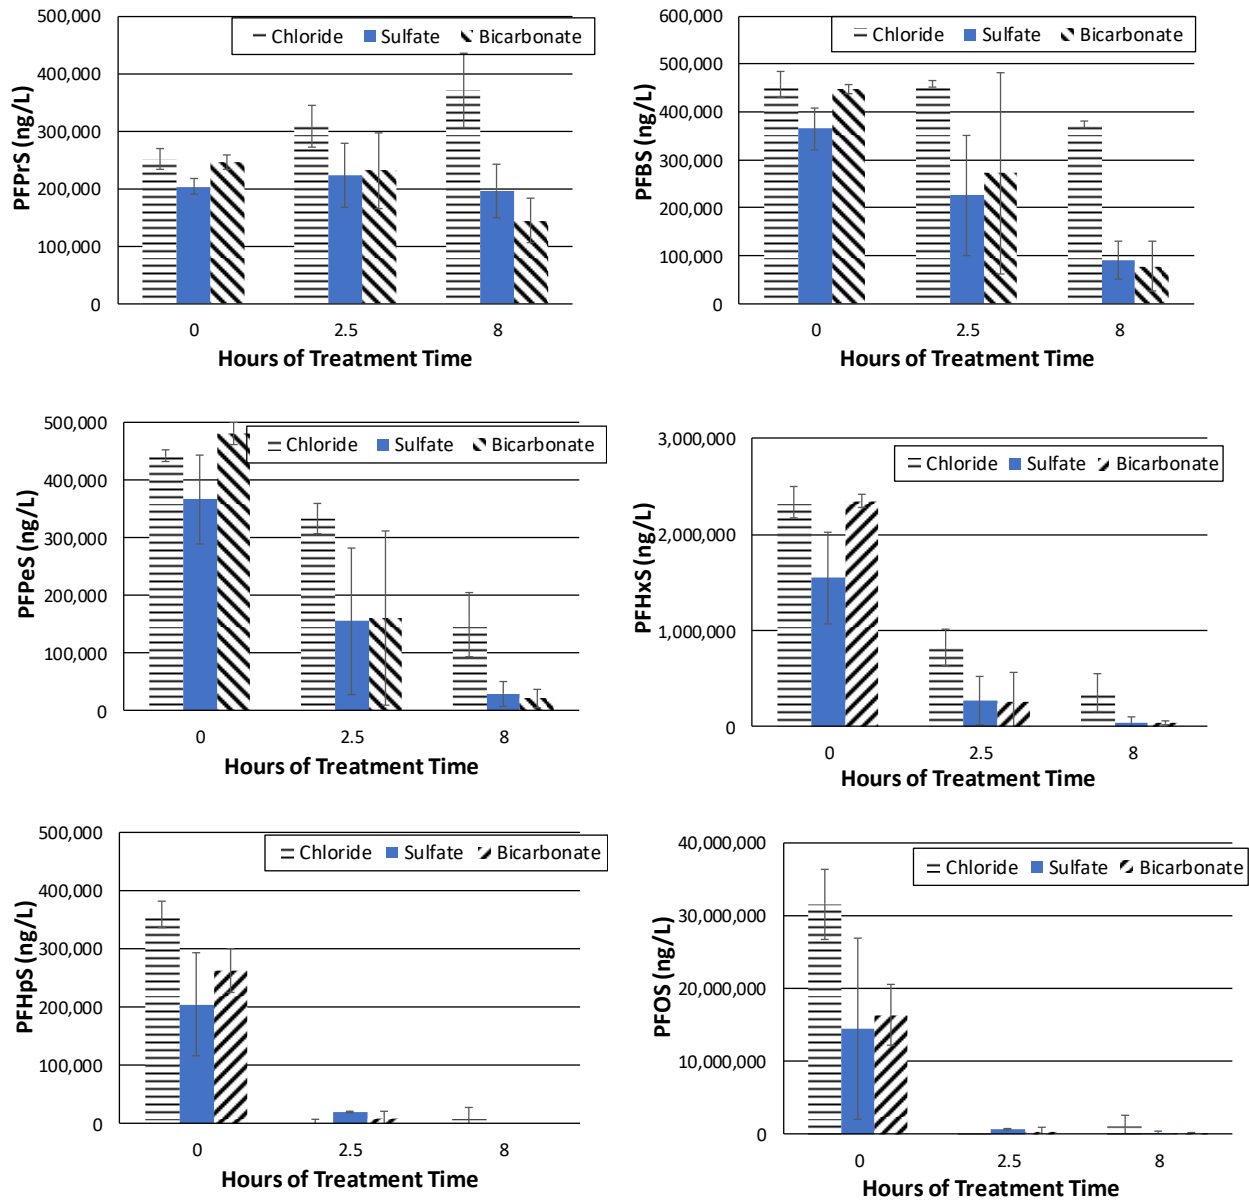 500,000
400,000
300,000
200,000
100,000
0
PFPrS (ng/L)
Chloride Sulfate Bicarbonate
0 2.5 8
Hours of Treatment Time
600,000
500,000
400,000
300,000
200,000
100,000
0
PFBS (ng/L)
Chloride Sulfate Bicarbonate
0 2.5 8
Hours of Treatment Time
500,000
400,000
300,000
200,000
100,000
0
PFPeS (ng/L)
Chloride Sulfate Bicarbonate
0 2.5 8
Hours of Treatment Time
3,000,000
2,000,000
1,000,000
0
PFHxS (ng/L)
Chloride Sulfate Bicarbonate
0 2.5 8
Hours of Treatment Time
500,000
400,000
300,000
200,000
100,000
0
PFHpS (ng/L)
Chloride Sulfate Bicarbonate
0 2.5 8
Hours of Treatment Time
40,000,000
30,000,000
20,000,000
10,000,000
0
PFOS (ng/L)
Chloride Sulfate Bicarbonate
0 2.5 8
Hours of Treatment Time